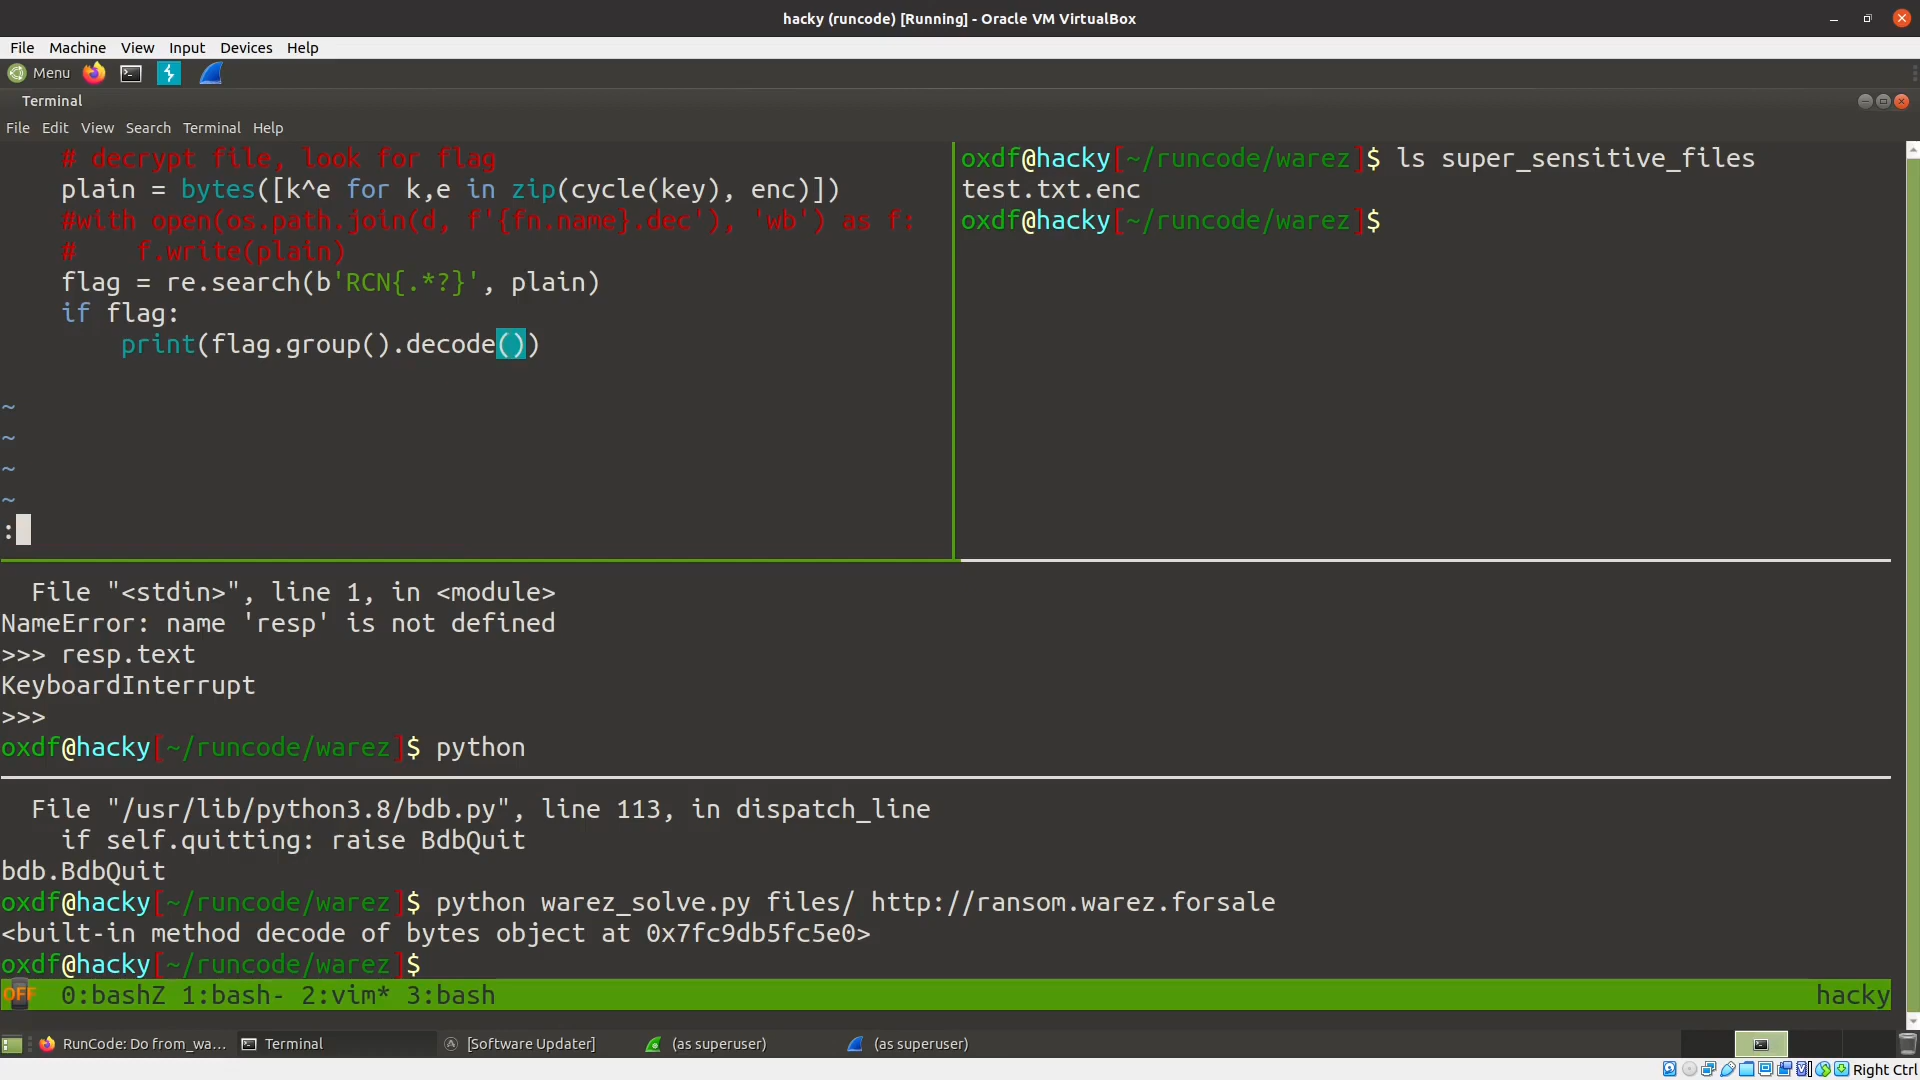 hacky (runcode) [Running] - Oracle VM VirtualBox
File Machine View Input Devices Help
Menu
Terminal
File Edit View Search Terminal Help
# decrypt file, look for flag
plain = bytes([k^e for k,e in zip(cycle(key), enc)])
#with open(os.path.join(d, f'{fn.name}.dec'), 'wb') as f:
#    f.write(plain)
flag = re.search(b'RCN{.*?}', plain)
if flag:
    print(flag.group().decode())
~
~
~
~
:
oxdf@hacky[~/runcode/warez]$ ls super_sensitive_files
test.txt.enc
oxdf@hacky[~/runcode/warez]$
  File "<stdin>", line 1, in <module>
NameError: name 'resp' is not defined
>>> resp.text
KeyboardInterrupt
>>>
oxdf@hacky[~/runcode/warez]$ python
  File "/usr/lib/python3.8/bdb.py", line 113, in dispatch_line
    if self.quitting: raise BdbQuit
bdb.BdbQuit
oxdf@hacky[~/runcode/warez]$ python warez_solve.py files/ http://ransom.warez.forsale
<built-in method decode of bytes object at 0x7fc9db5fc5e0>
oxdf@hacky[~/runcode/warez]$
OFF 0:bashZ 1:bash- 2:vim* 3:bash hacky
RunCode: Do from_wa... Terminal [Software Updater] (as superuser) (as superuser)
Right Ctrl